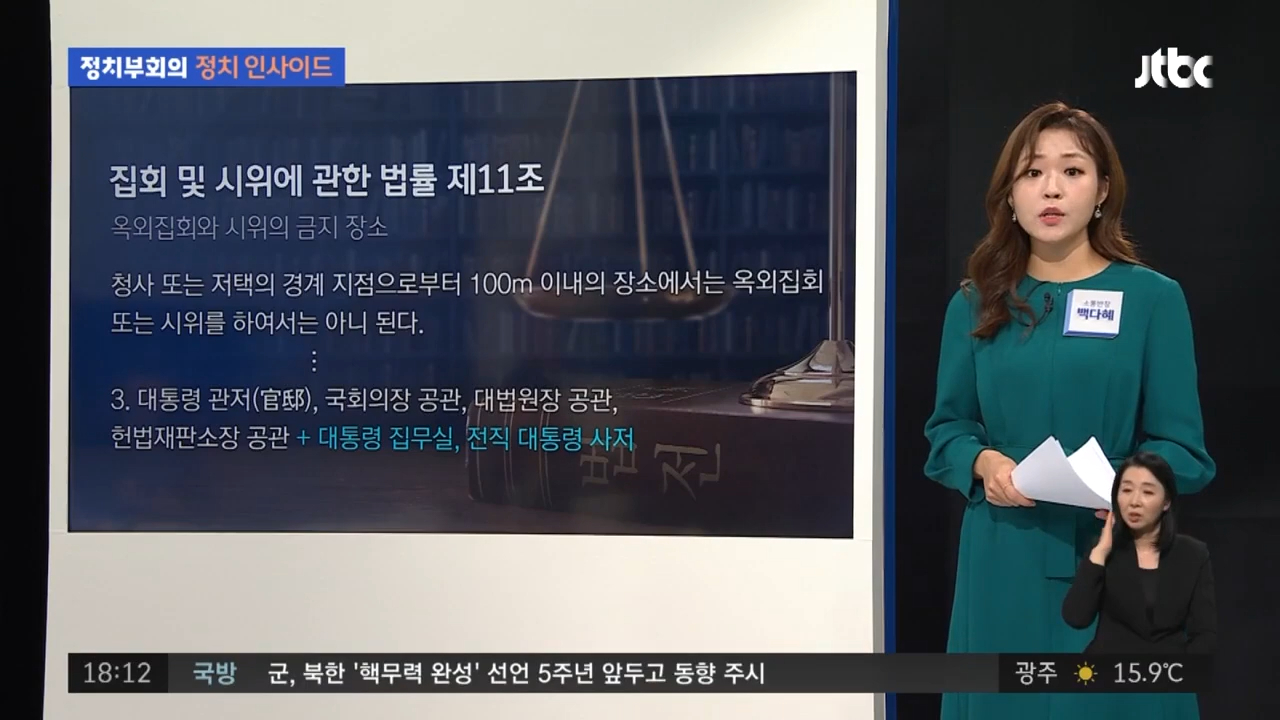 정치부회의 정치 인사이드
jtbc
집회 및 시위에 관한 법률 제11조
옥외집회와 시위의 금지 장소
청사 또는 저택의 경계 지점으로부터 100m 이내의 장소에서는 옥외집회
또는 시위를 하여서는 아니 된다.
⋮
3. 대통령 관저(官邸), 국회의장 공관, 대법원장 공관,
헌법재판소장 공관 + 대통령 집무실, 전직 대통령 사저
법전
소통반장
백다혜
18:12 국방 군, 북한 '핵무력 완성' 선언 5주년 앞두고 동향 주시 광주 15.9℃